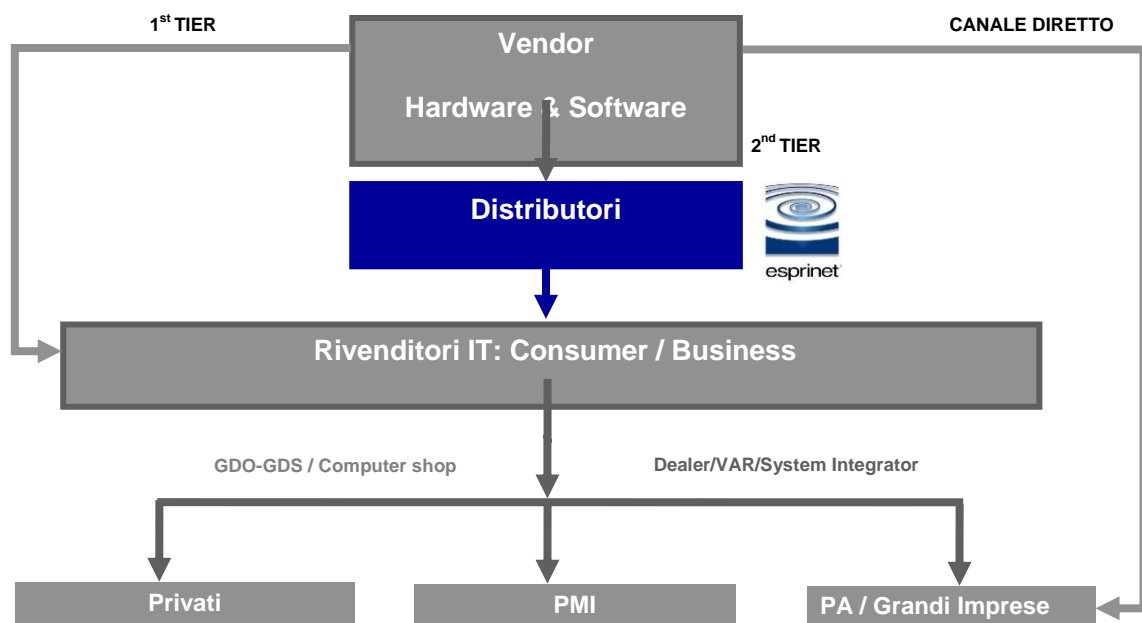 1st TIER
CANALE DIRETTO
Vendor
Hardware & Software
2nd TIER
Distributori
esprinet
Rivenditori IT: Consumer / Business
GDO-GDS / Computer shop
Dealer/VAR/System Integrator
Privati
PMI
PA / Grandi Imprese